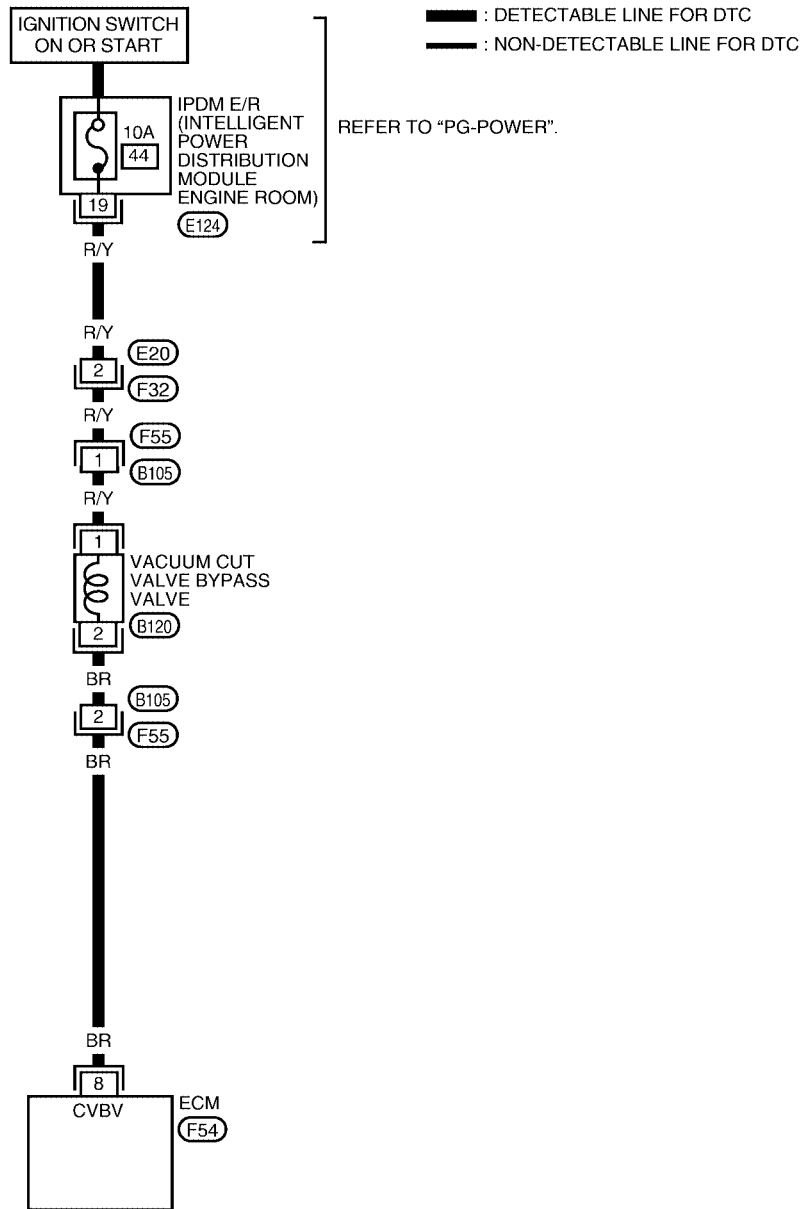 IGNITION SWITCH
ON OR START
: DETECTABLE LINE FOR DTC
: NON-DETECTABLE LINE FOR DTC
10A
44
IPDM E/R
(INTELLIGENT
POWER
DISTRIBUTION
MODULE
ENGINE ROOM)
REFER TO “PG-POWER”.
19
E124
R/Y
R/Y
2
E20
F32
R/Y
1
F55
B105
R/Y
1
VACUUM CUT
VALVE BYPASS
VALVE
2
B120
BR
2
B105
F55
BR
BR
8
CVBV
ECM
F54